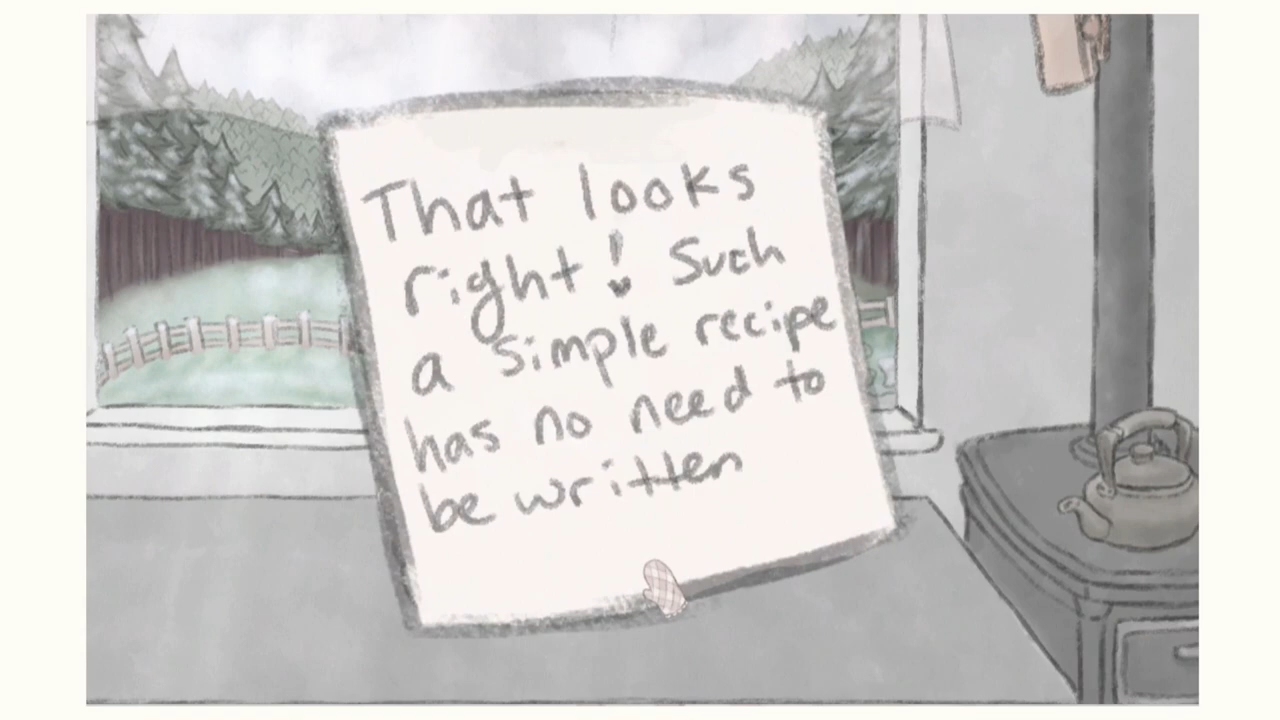 That looks
right! Such
a simple recipe
has no need to
be written